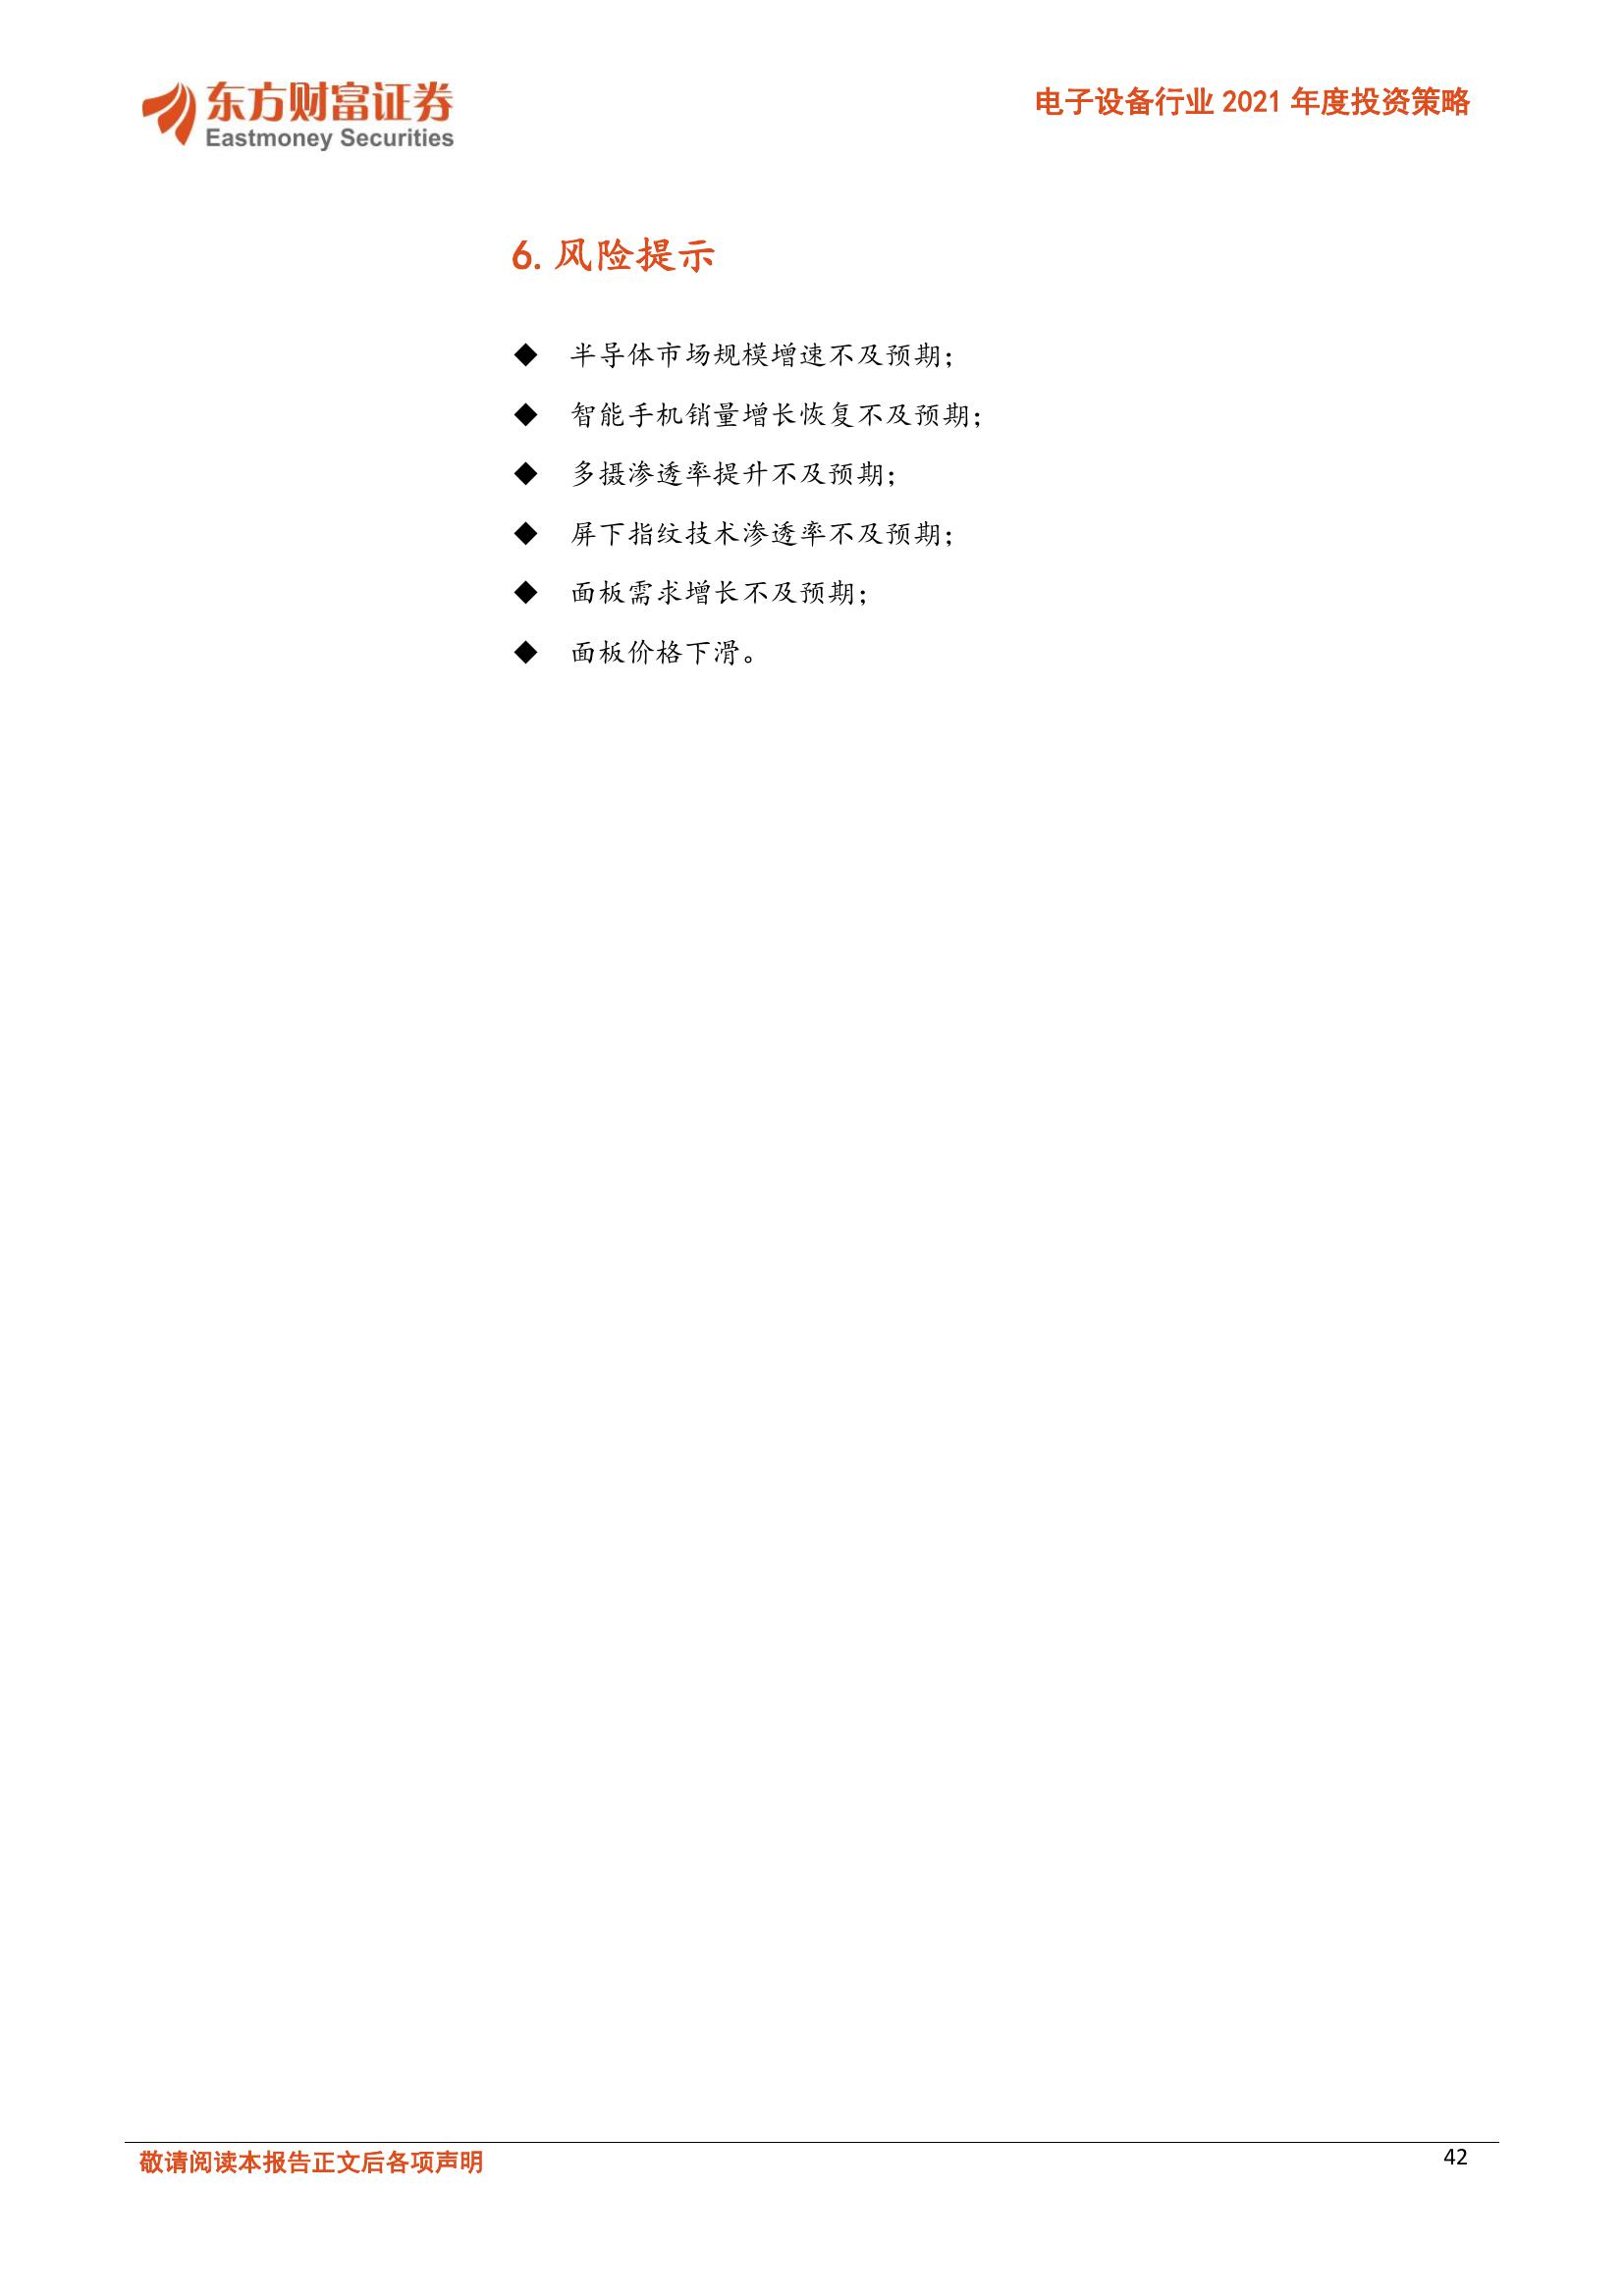 东方财富证券
Eastmoney Securities
电子设备行业 2021 年度投资策略
6. 风险提示
◆ 半导体市场规模增速不及预期；
◆ 智能手机销量增长恢复不及预期；
◆ 多摄渗透率提升不及预期；
◆ 屏下指纹技术渗透率不及预期；
◆ 面板需求增长不及预期；
◆ 面板价格下滑。
敬请阅读本报告正文后各项声明
42